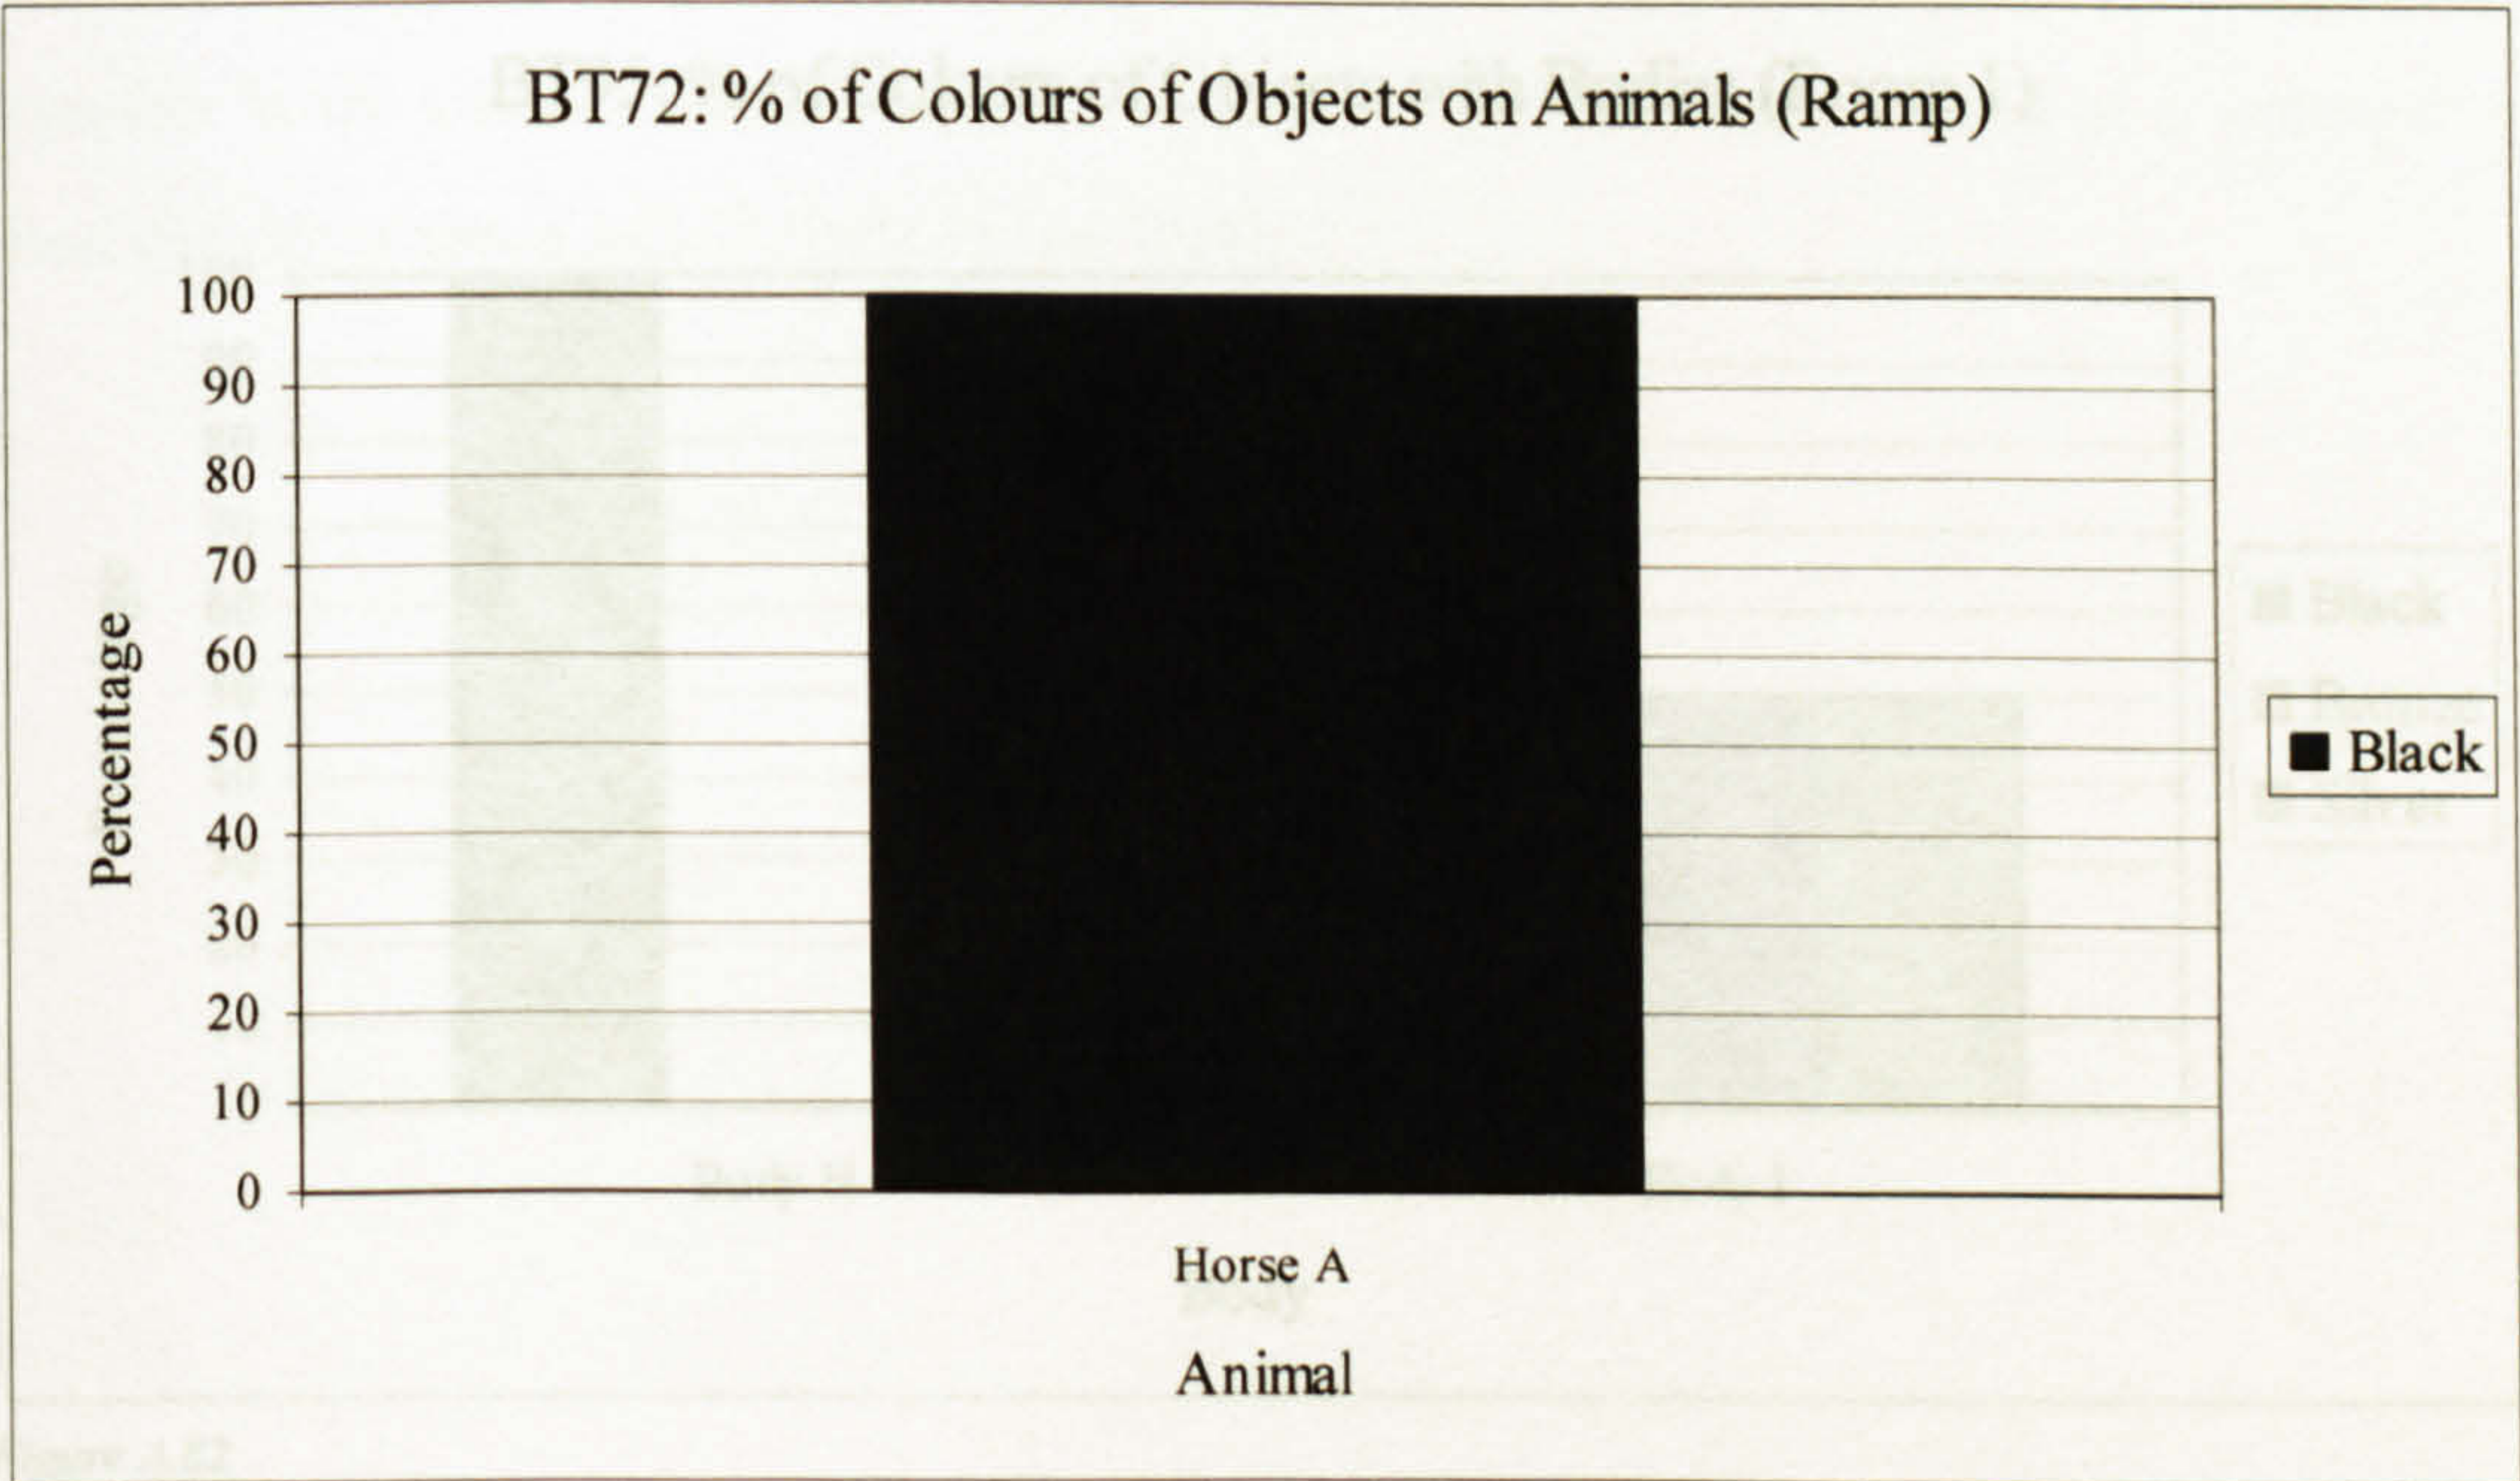 BT72: % of Colours of Objects on Animals (Ramp)
100
90
80
70
60
50
40
30
20
10
0
Percentage
Black
Horse A
Animal